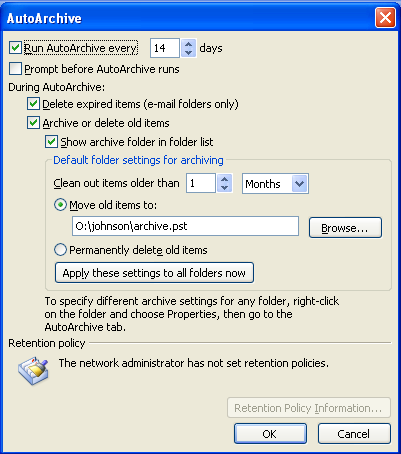 AutoArchive
Run AutoArchive every 14 days
Prompt before AutoArchive runs
During AutoArchive:
Delete expired items (e-mail folders only)
Archive or delete old items
Show archive folder in folder list
Default folder settings for archiving
Clean out items older than 1 Months
Move old items to:
O:\johnson\archive.pst Browse...
Permanently delete old items
Apply these settings to all folders now
To specify different archive settings for any folder, right-click
on the folder and choose Properties, then go to the
AutoArchive tab.
Retention policy
The network administrator has not set retention policies.
Retention Policy Information...
OK Cancel